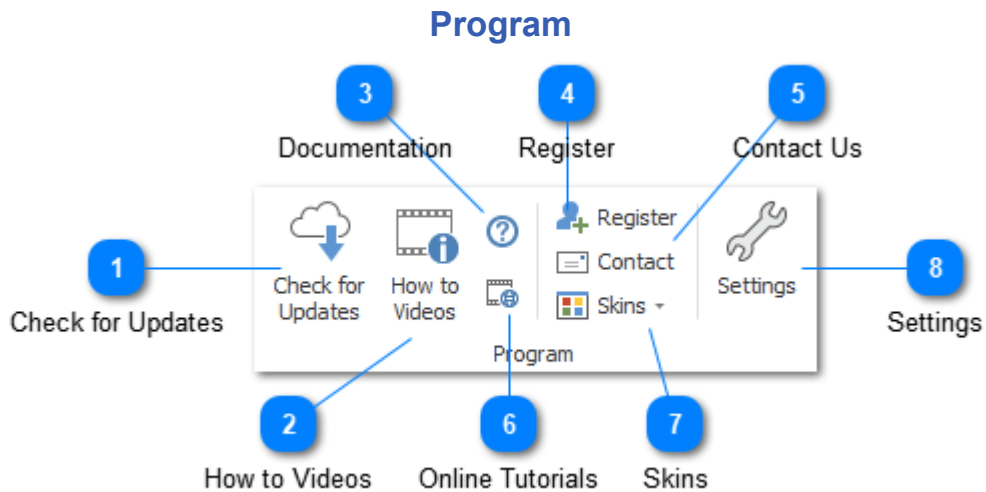 Program
3
4
5
Documentation
Register
Contact Us
Register
Contact
Skins
Check for
Updates
How to
Videos
Settings
Program
1
Check for Updates
8
Settings
2
6
7
How to Videos
Online Tutorials
Skins